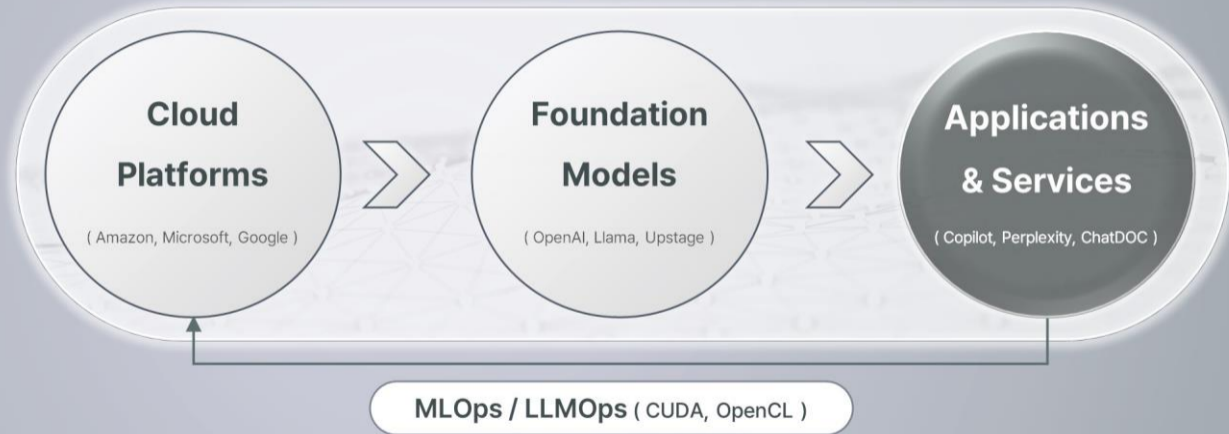 Cloud
Platforms
( Amazon, Microsoft, Google )
Foundation
Models
( OpenAI, Llama, Upstage )
Applications
& Services
( Copilot, Perplexity, ChatDOC )
MLOps / LLMOps ( CUDA, OpenCL )